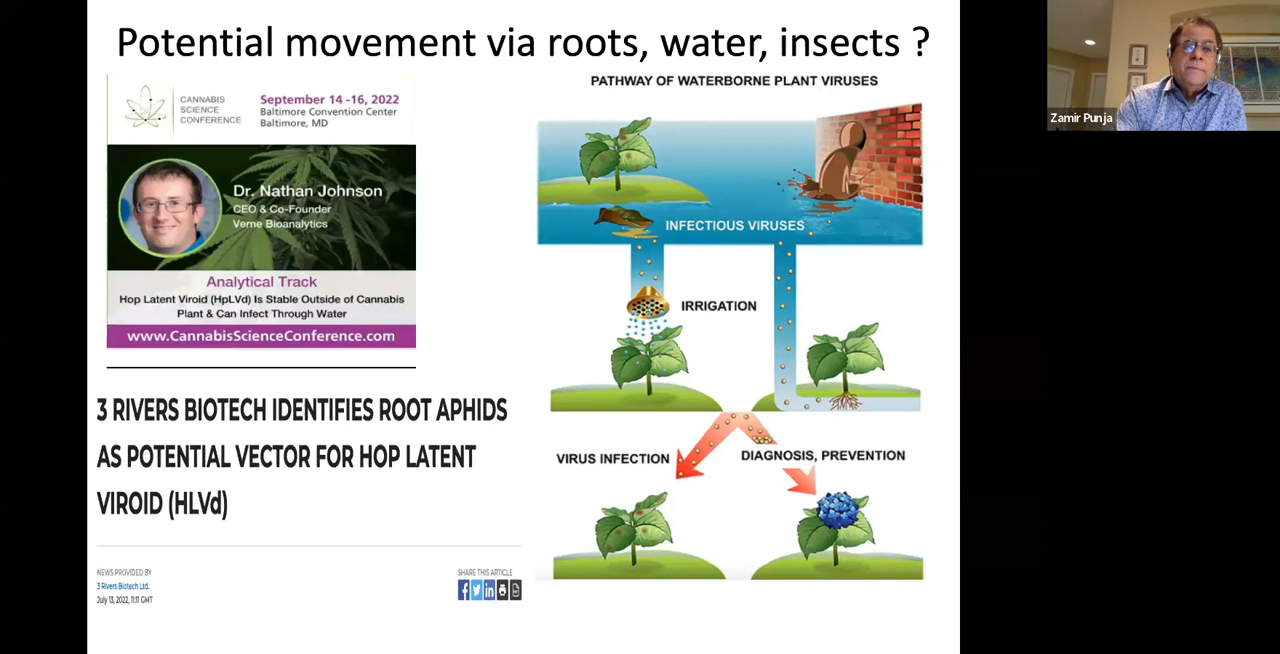 Potential movement via roots, water, insects ?
CANNABIS
SCIENCE
CONFERENCE
September 14 -16, 2022
Baltimore Convention Center
Baltimore, MD
Dr. Nathan Johnson
CEO & Co-Founder
Verne Bioanalytics
Analytical Track
Hop Latent Viroid (HpLVd) Is Stable Outside of Cannabis
Plant & Can Infect Through Water
www.CannabisScienceConference.com
3 RIVERS BIOTECH IDENTIFIES ROOT APHIDS
AS POTENTIAL VECTOR FOR HOP LATENT
VIROID (HLVd)
NEWS PROVIDED BY
3 Rivers Biotech Ltd.
July 13, 2022, 11:11 GMT
SHARE THIS ARTICLE
PATHWAY OF WATERBORNE PLANT VIRUSES
INFECTIOUS VIRUSES
IRRIGATION
VIRUS INFECTION
DIAGNOSIS, PREVENTION
Zamir Punja